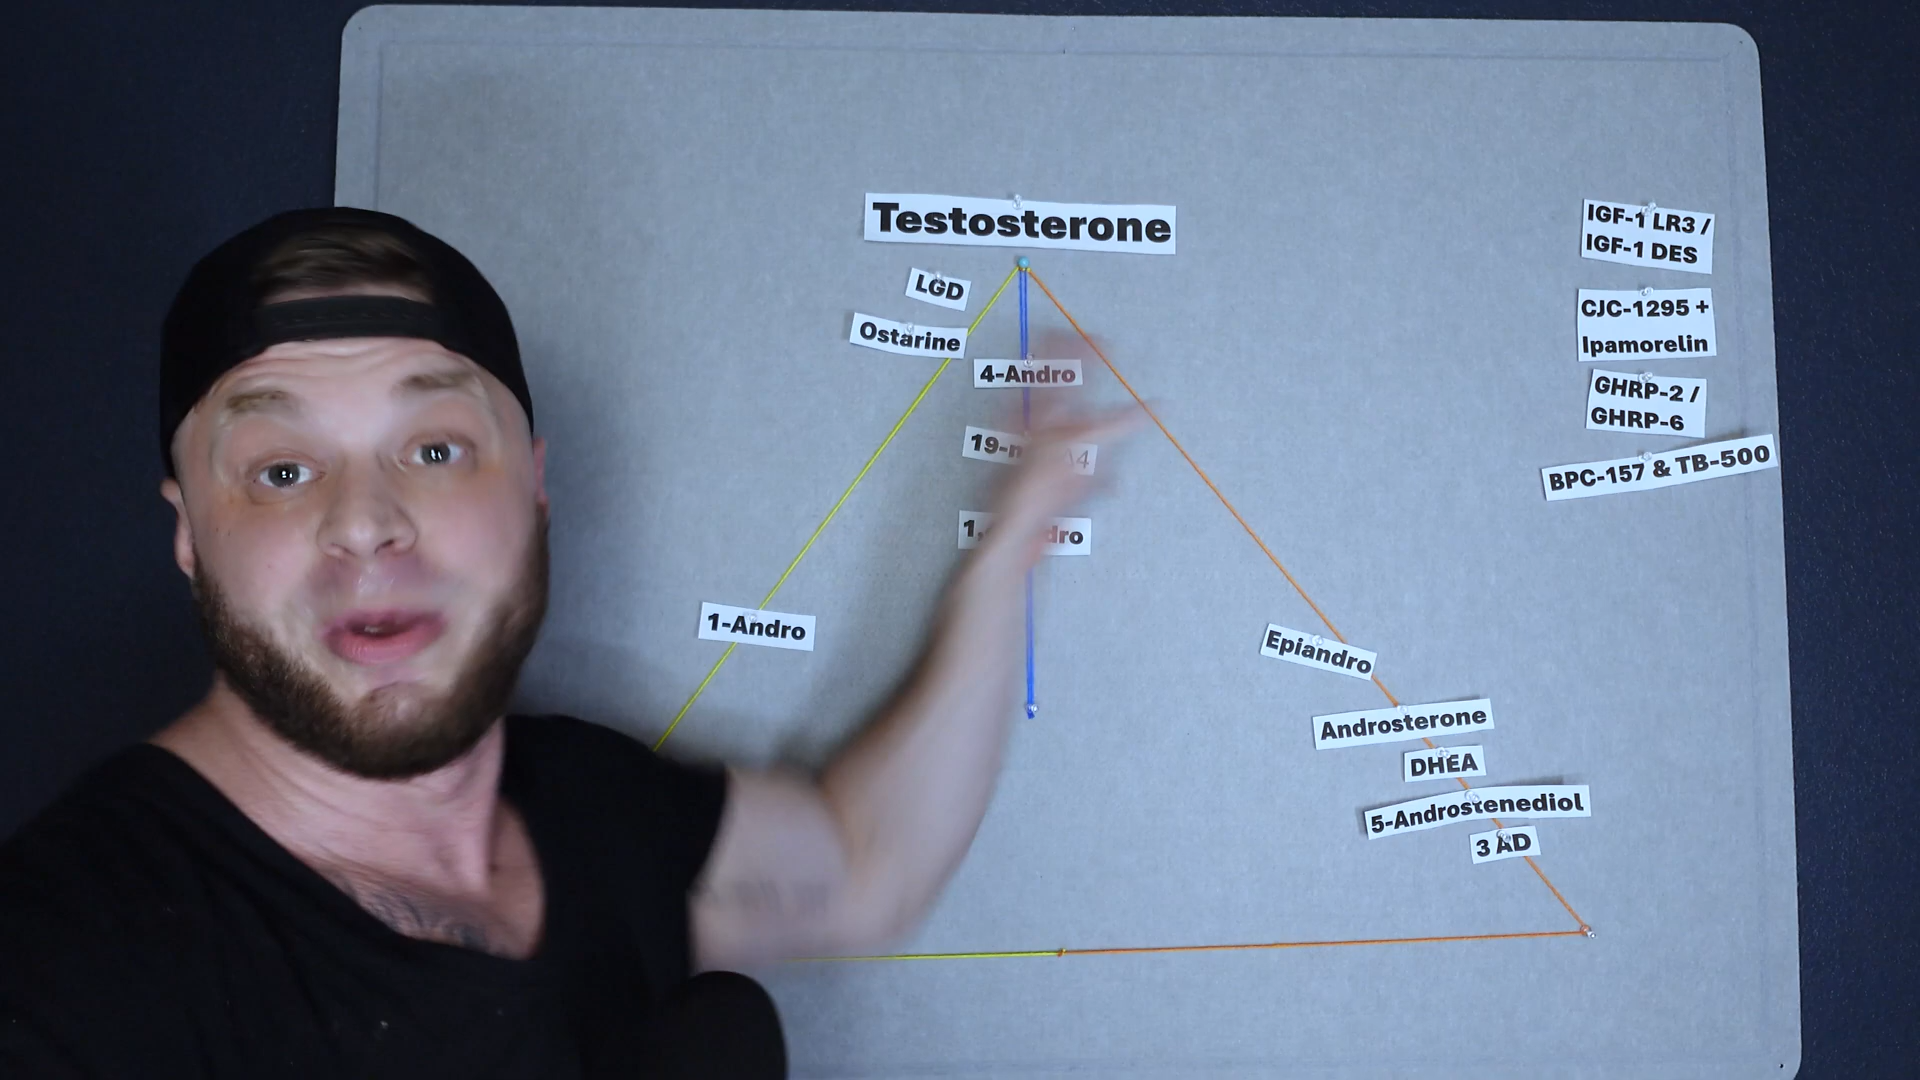 Testosterone
LGD
Ostarine
4-Andro
19-
1-Andro
Epiandro
Androsterone
DHEA
5-Androstenediol
3 AD
IGF-1 LR3 /
IGF-1 DES
CJC-1295 +
Ipamorelin
GHRP-2 /
GHRP-6
BPC-157 & TB-500